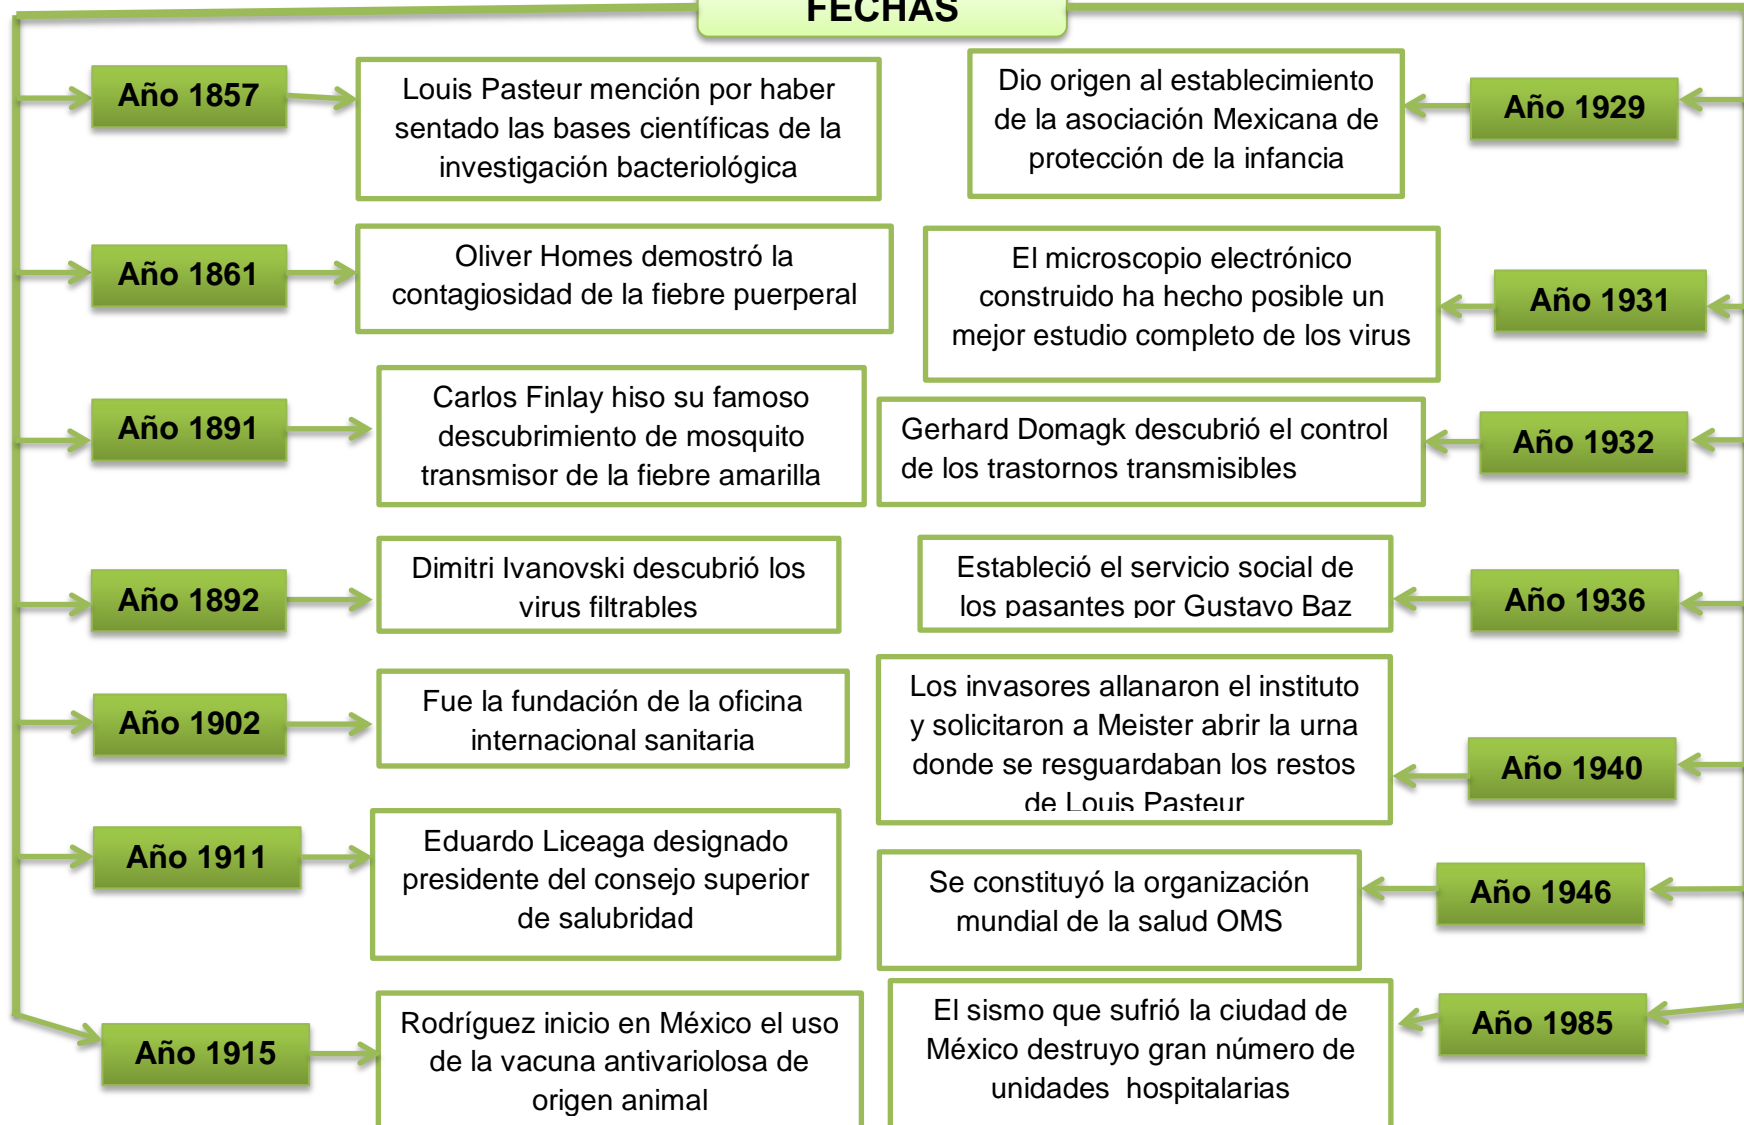 FECHAS
Año 1857
Louis Pasteur mención por haber
sentado las bases científicas de la
investigación bacteriológica
Año 1861
Oliver Homes demostró la
contagiosidad de la fiebre puerperal
Año 1891
Carlos Finlay hiso su famoso
descubrimiento de mosquito
transmisor de la fiebre amarilla
Año 1892
Dimitri Ivanovski descubrió los
virus filtrables
Año 1902
Fue la fundación de la oficina
internacional sanitaria
Año 1911
Eduardo Liceaga designado
presidente del consejo superior
de salubridad
Año 1915
Rodríguez inicio en México el uso
de la vacuna antivariolosa de
origen animal
Dio origen al establecimiento
de la asociación Mexicana de
protección de la infancia
Año 1929
El microscopio electrónico
construido ha hecho posible un
mejor estudio completo de los virus
Año 1931
Gerhard Domagk descubrió el control
de los trastornos transmisibles
Año 1932
Estableció el servicio social de
los pasantes por Gustavo Baz
Año 1936
Los invasores allanaron el instituto
y solicitaron a Meister abrir la urna
donde se resguardaban los restos
de Louis Pasteur
Año 1940
Se constituyó la organización
mundial de la salud OMS
Año 1946
El sismo que sufrió la ciudad de
México destruyo gran número de
unidades  hospitalarias
Año 1985